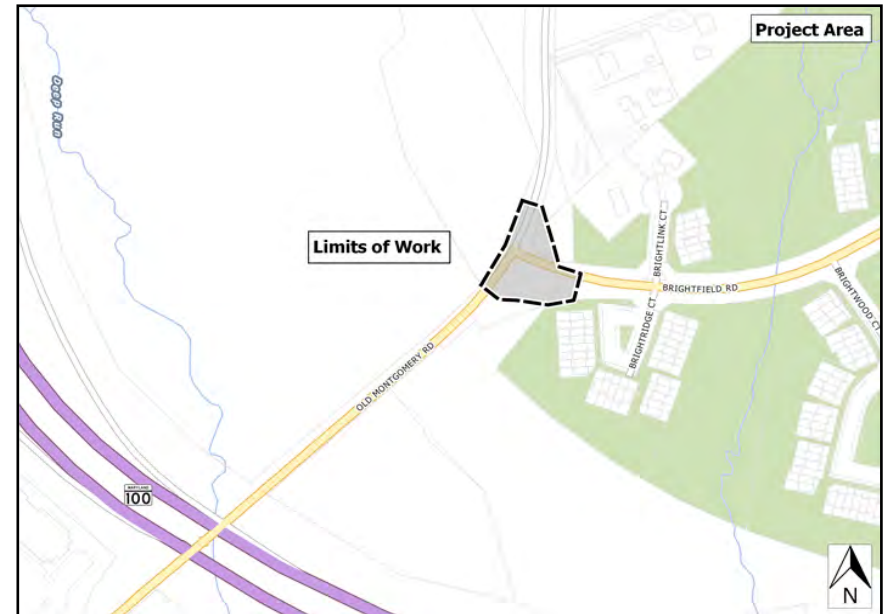 Project Area
Deep Run
Limits of Work
BRIGHTLINK CT
BRIGHTFIELD RD
BRIGHTWOOD CT
BRIGHTRIDGE CT
OLD MONTGOMERY RD
MARYLAND
100
N